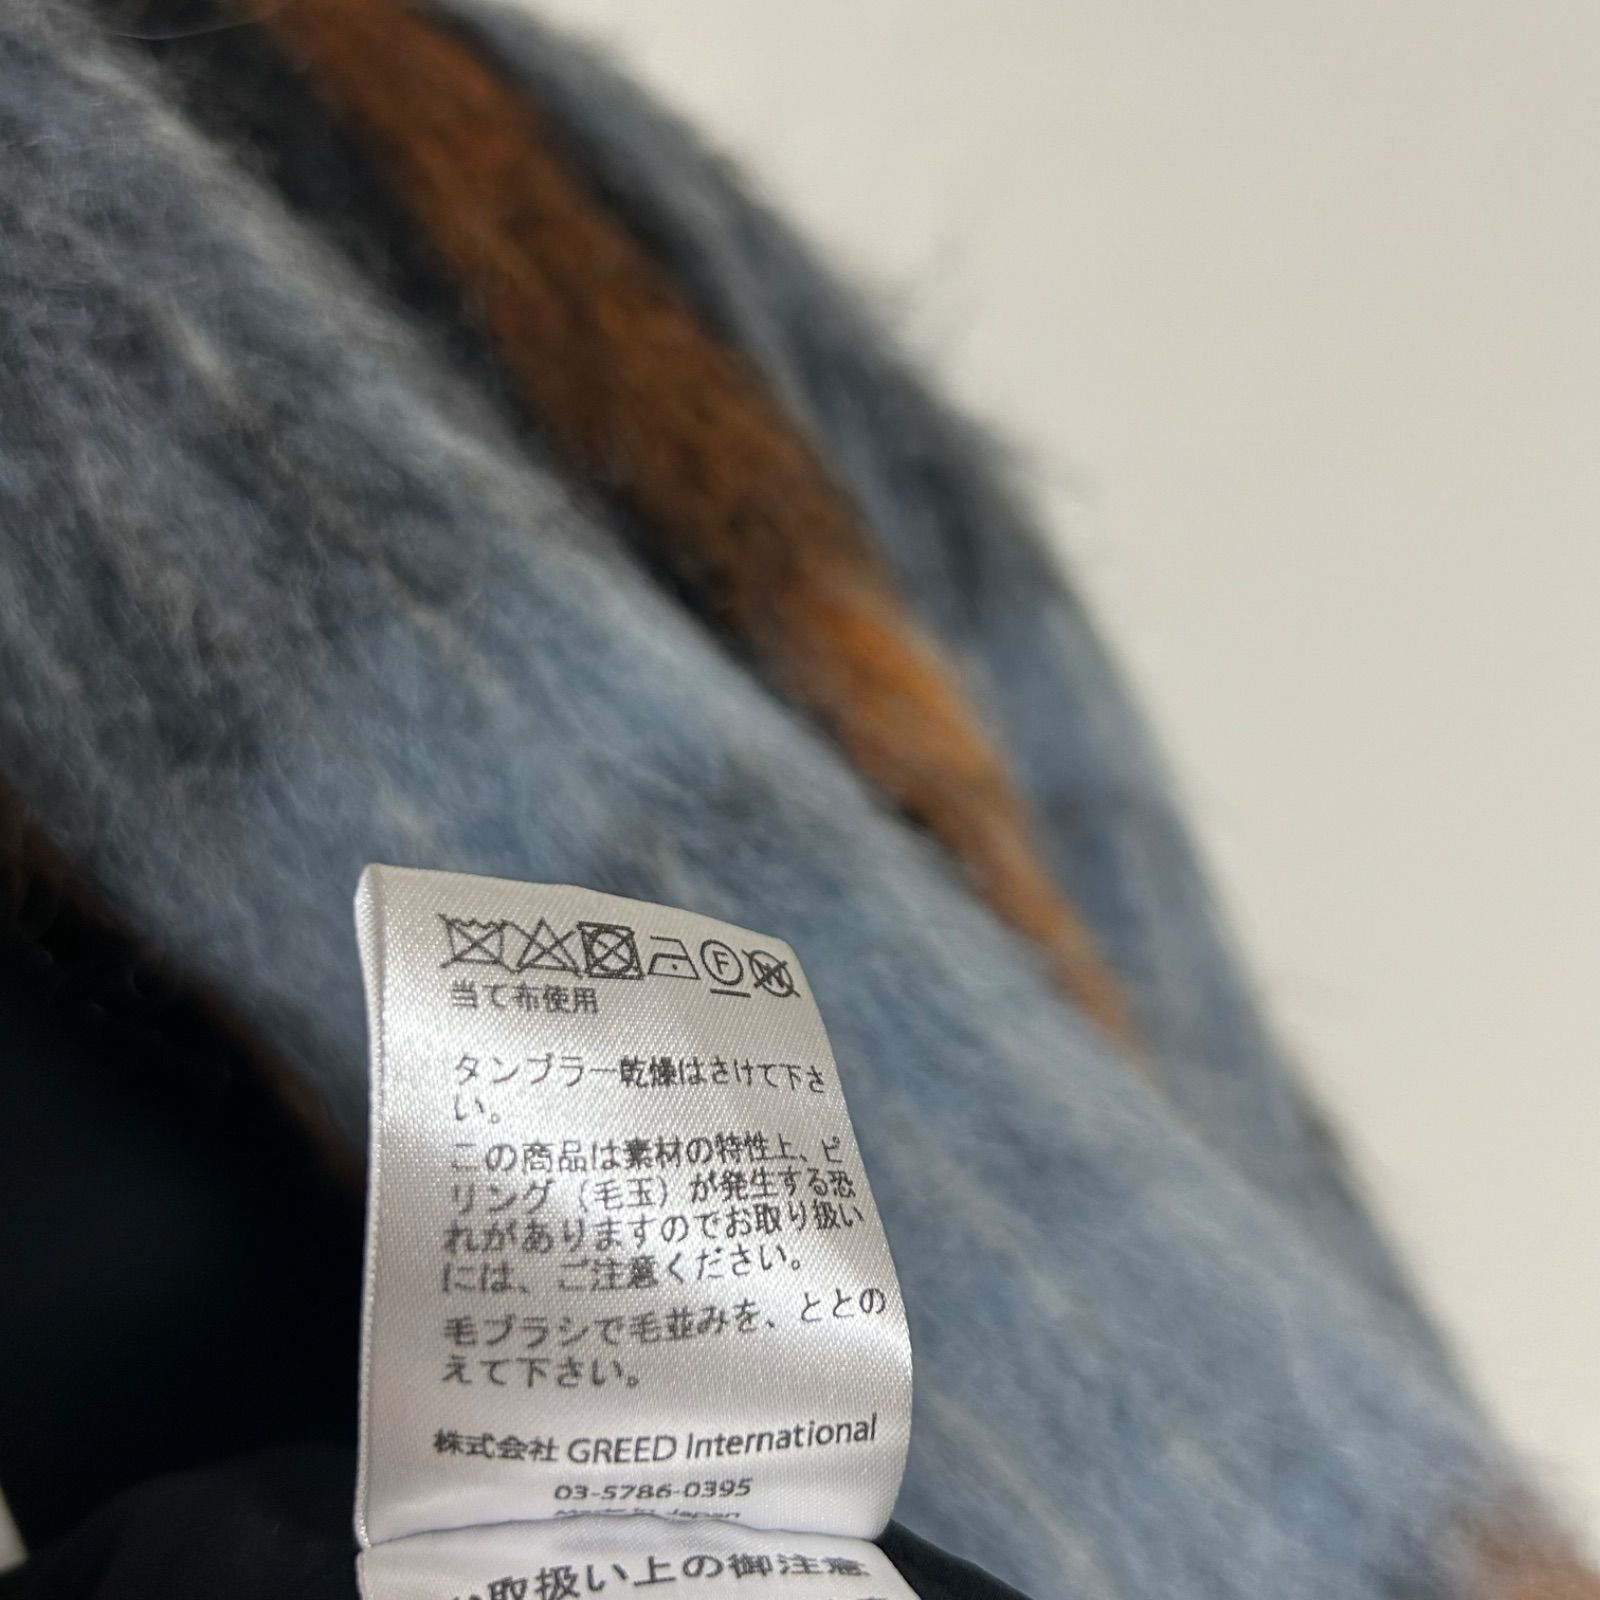 F W
当て布使用
タンブラー乾燥はさけて下さ
い。
この商品は素材の特性上、ピ
リング（毛玉）が発生する恐
れがありますのでお取り扱い
には、ご注意ください。
毛ブラシで毛並みを、ととの
えて下さい。
株式会社 GREED International
03-5786-0395
Made in Japan
取扱い上の御注意